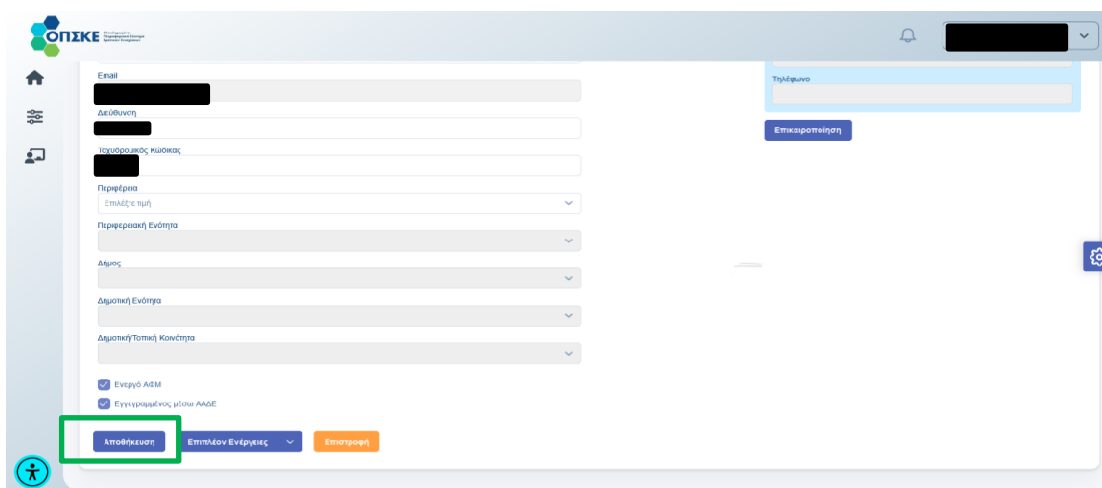 ΟΠΣΚΕ
Email
Τηλέφωνο
Διεύθυνση
Επικαιροποίηση
Ταχυδρομικός Κώδικας
Περιφέρεια
Επιλέξτε τιμή
Περιφερειακή Ενότητα
Δήμος
Δημοτική Ενότητα
Δημοτική/Τοπική Κοινότητα
Ενεργό ΑΦΜ
Εγγεγραμμένος μέσω ΑΑΔΕ
Αποθήκευση Επιπλέον Ενέργειες Επιστροφή